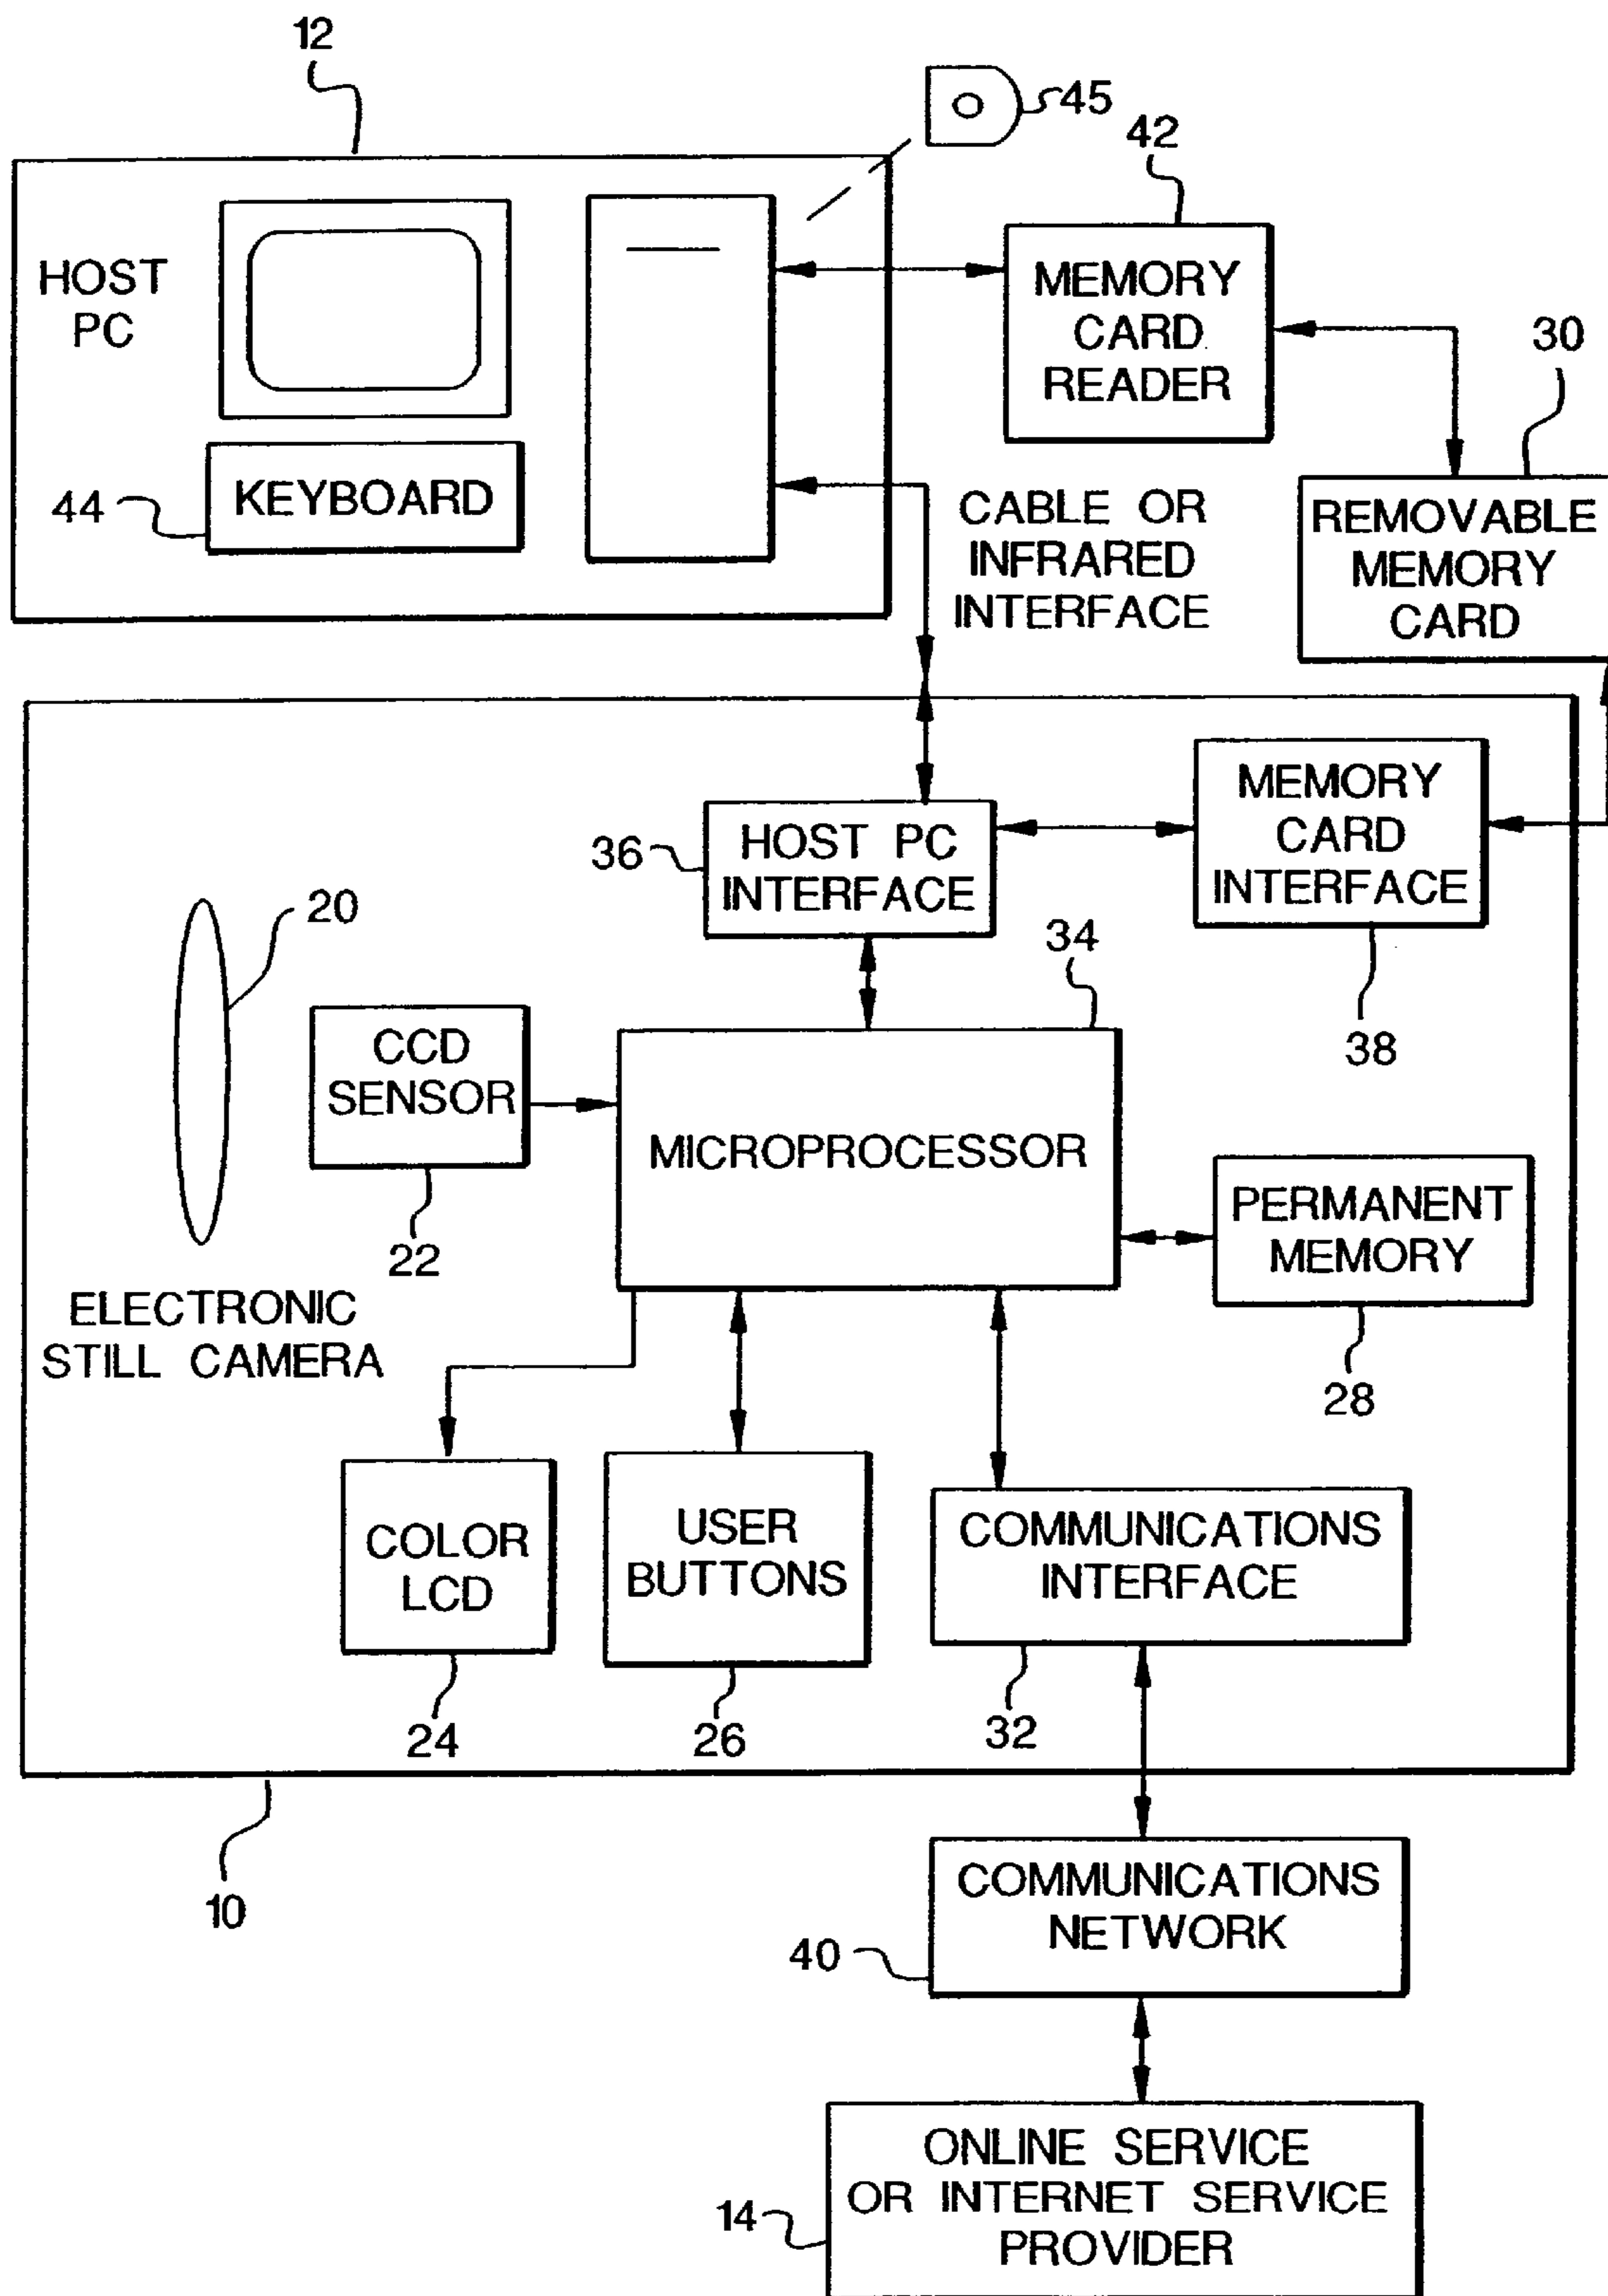 12
45
42
HOST
PC
MEMORY
CARD
READER
30
44
KEYBOARD
CABLE OR
INFRARED
INTERFACE
REMOVABLE
MEMORY
CARD
36
HOST PC
INTERFACE
MEMORY
CARD
INTERFACE
38
20
34
CCD
SENSOR
22
MICROPROCESSOR
PERMANENT
MEMORY
28
ELECTRONIC
STILL CAMERA
COLOR
LCD
24
USER
BUTTONS
26
COMMUNICATIONS
INTERFACE
32
10
COMMUNICATIONS
NETWORK
40
ONLINE SERVICE
OR INTERNET SERVICE
PROVIDER
14